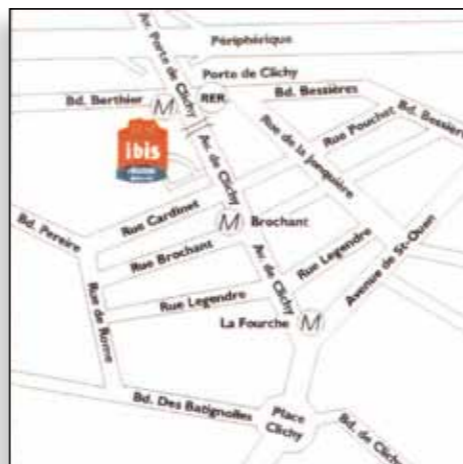 Av. Porte de Clichy
Périphérique
Porte de Clichy
Bd. Berthier
M
RER
Bd. Bessières
Bd. Bessières
Rue Pouchet
Rue de la Jonquière
ibis
Av. de Clichy
Rue Cardinet
M
Brochant
Bd. Pereire
Rue Brochant
Av. de Clichy
Rue Legendre
Avenue de St-Ouen
Rue de Rome
Rue Legendre
La Fourche
M
Bd. Des Batignolles
Place
Clichy
Bd. de Clichy